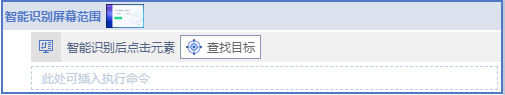 智能识别屏幕范围
智能识别后点击元素 查找目标
此处可插入执行命令